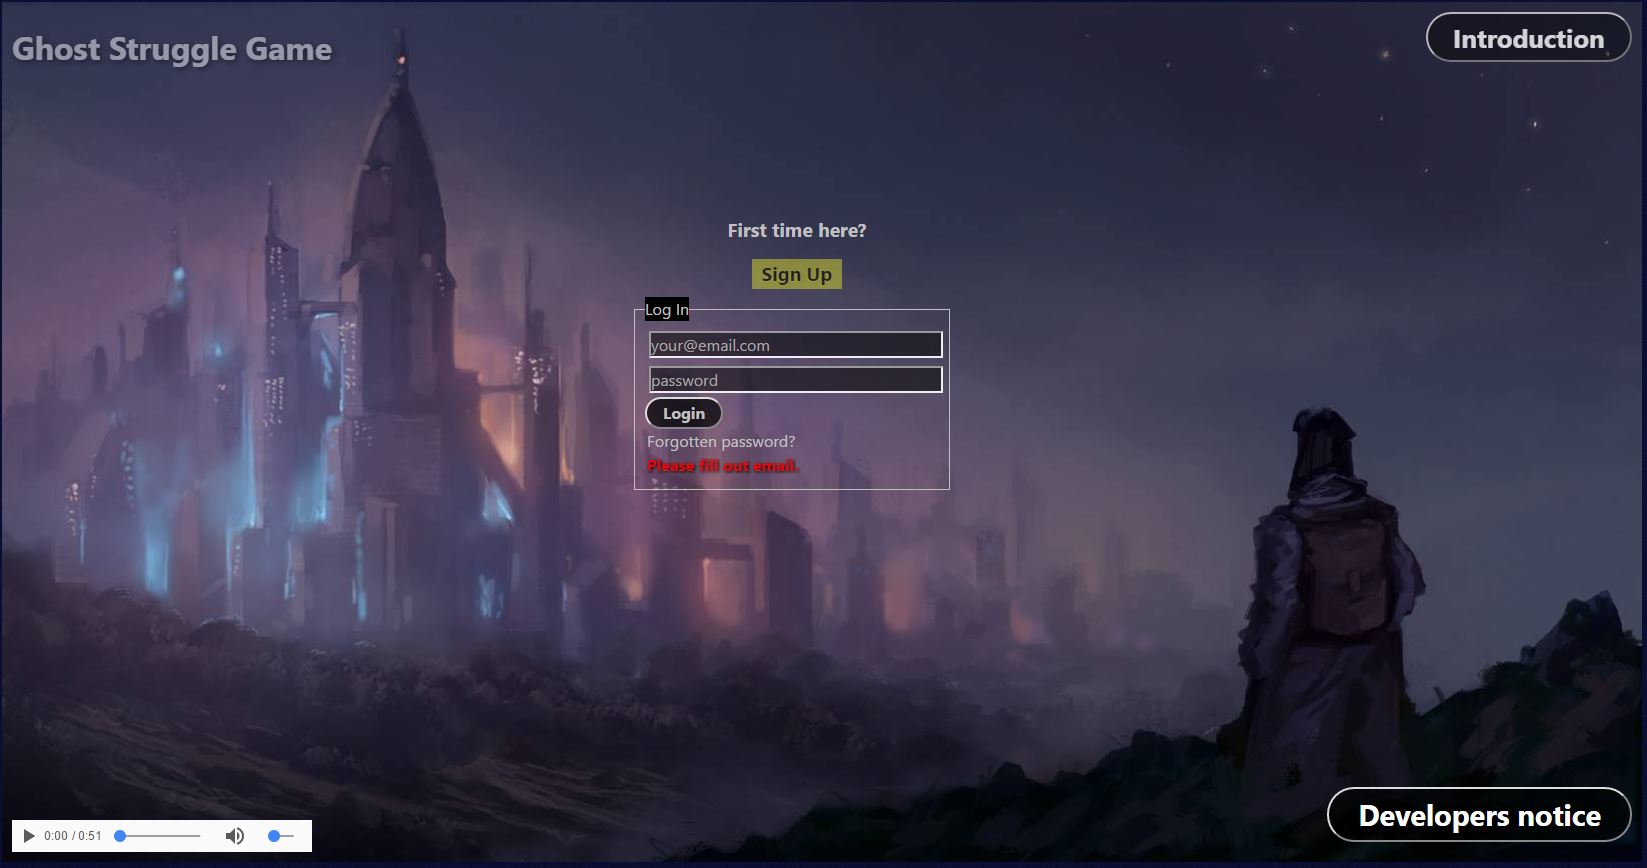 Ghost Struggle Game
Introduction
First time here?
Sign Up
Log In
your@email.com
password
Login
Forgotten password?
Please fill out email.
0:00 / 0:51
Developers notice